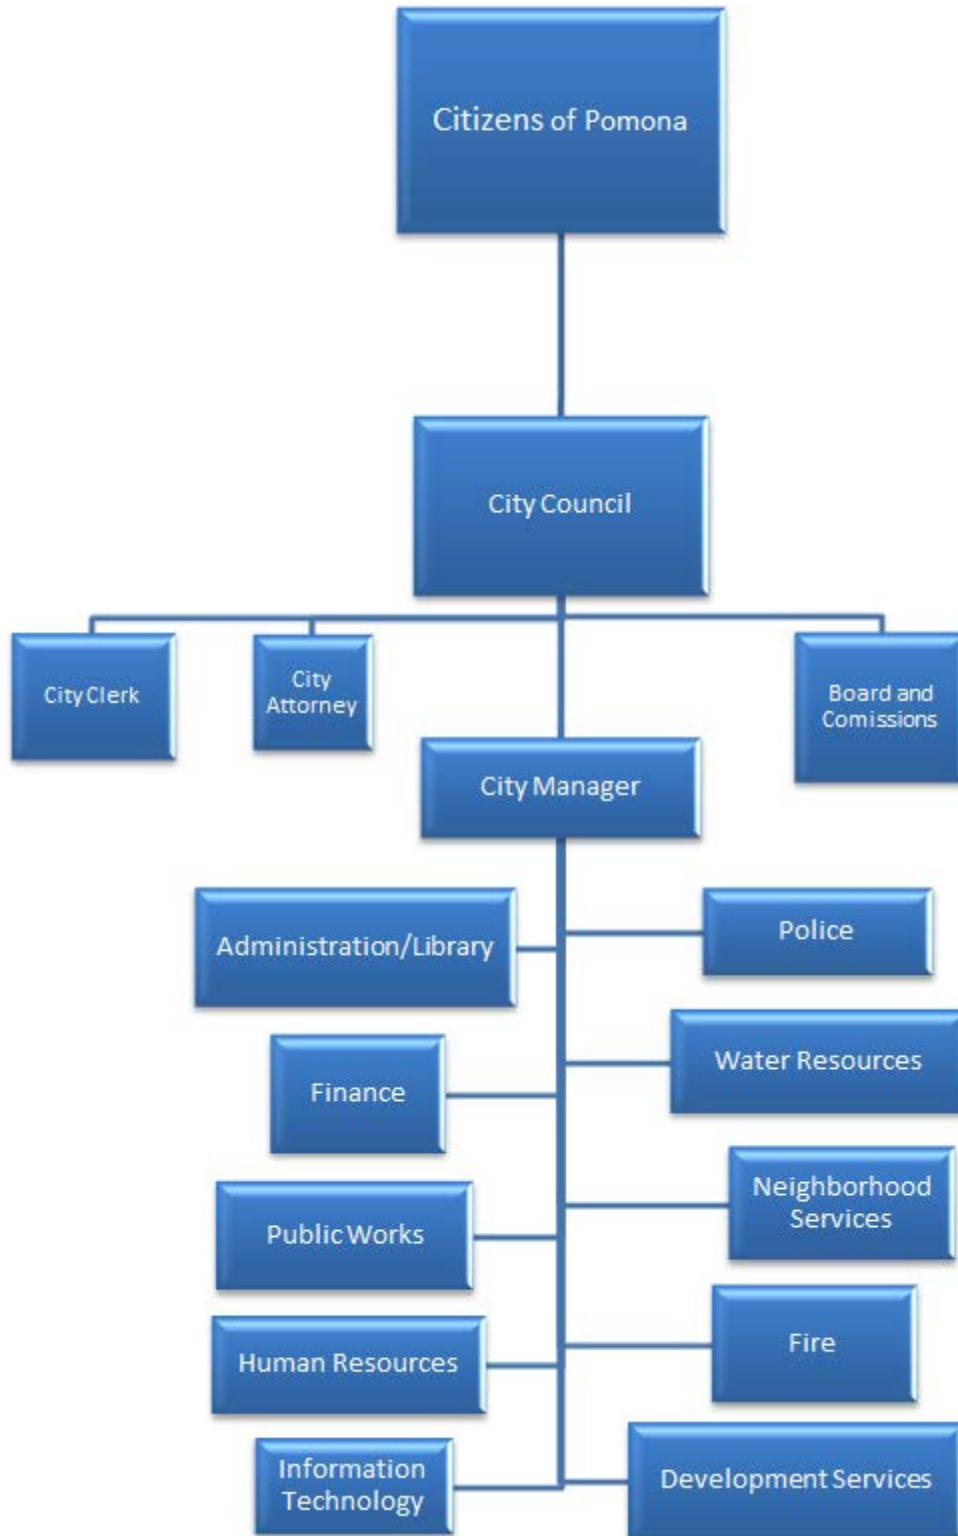 Citizens of Pomona
City Council
City Clerk
City
Attorney
Board and
Comissions
City Manager
Administration/Library
Police
Finance
Water Resources
Public Works
Neighborhood
Services
Human Resources
Fire
Information
Technology
Development Services